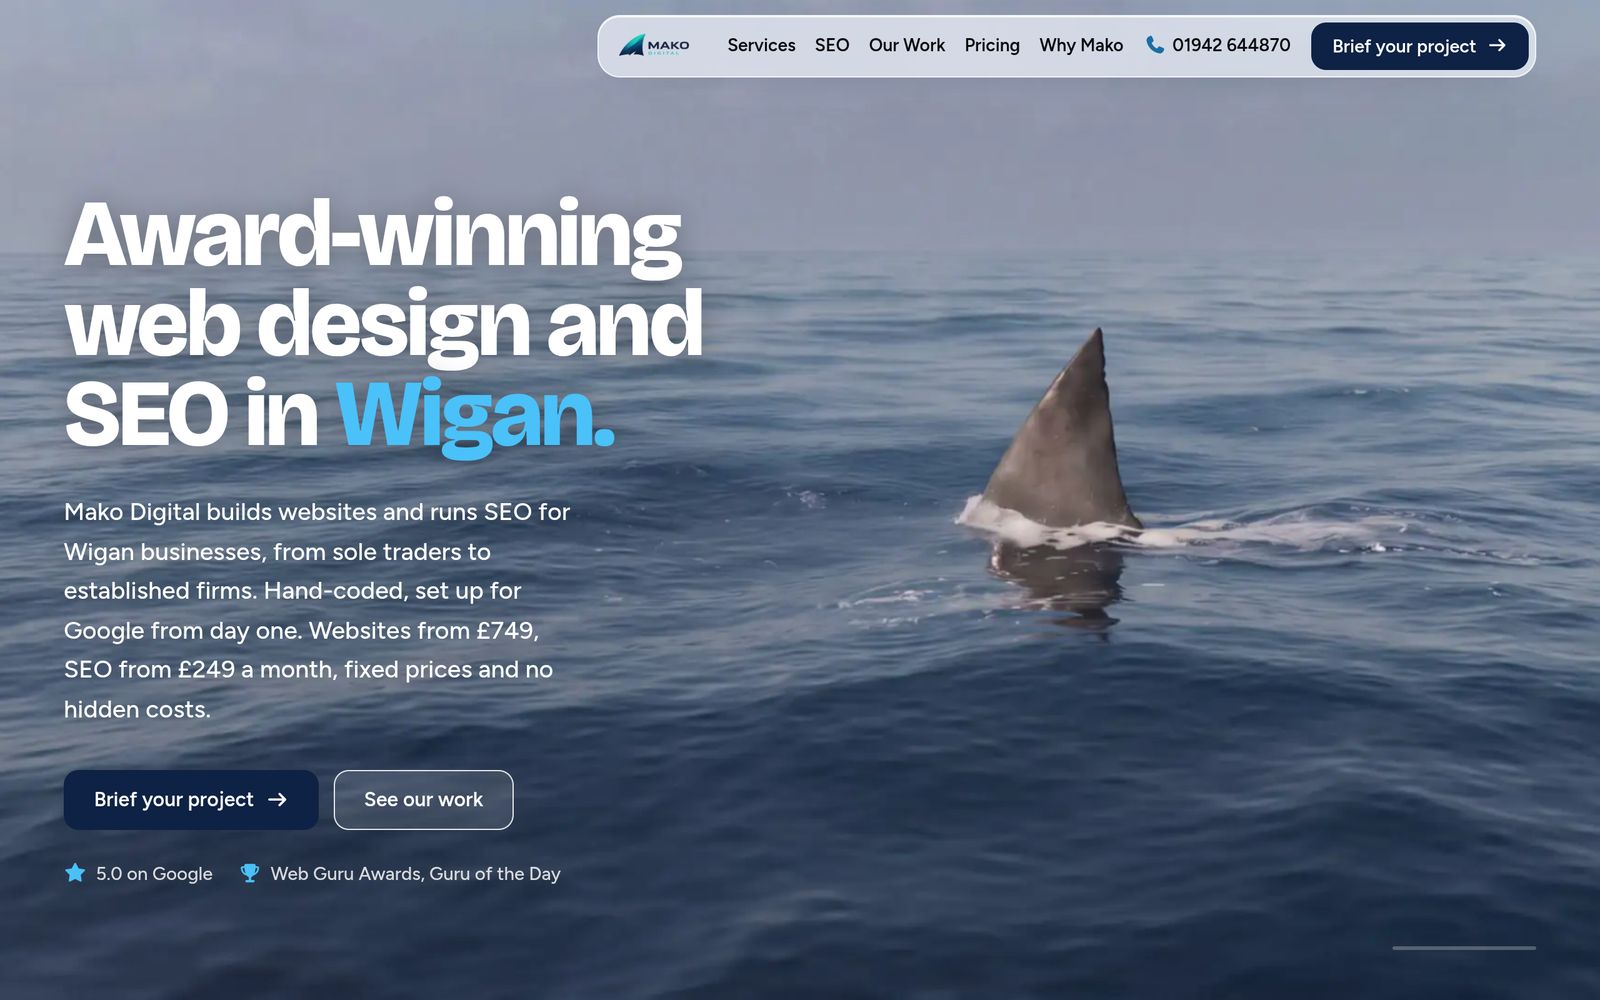 MAKO
DIGITAL
Services
SEO
Our Work
Pricing
Why Mako
01942 644870
Brief your project
Award-winning
web design and
SEO in Wigan.
Mako Digital builds websites and runs SEO for
Wigan businesses, from sole traders to
established firms. Hand-coded, set up for
Google from day one. Websites from £749,
SEO from £249 a month, fixed prices and no
hidden costs.
Brief your project
See our work
5.0 on Google
Web Guru Awards, Guru of the Day